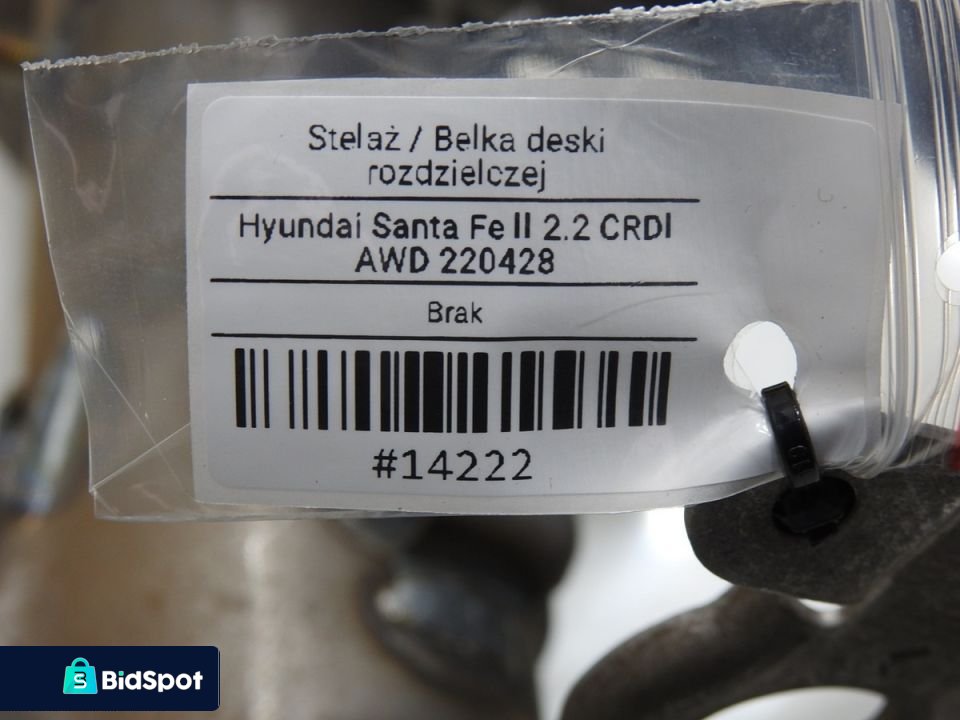 Stelaż / Belka deski
rozdzielczej
Hyundai Santa Fe II 2.2 CRDI
AWD 220428
Brak
#14222
BidSpot